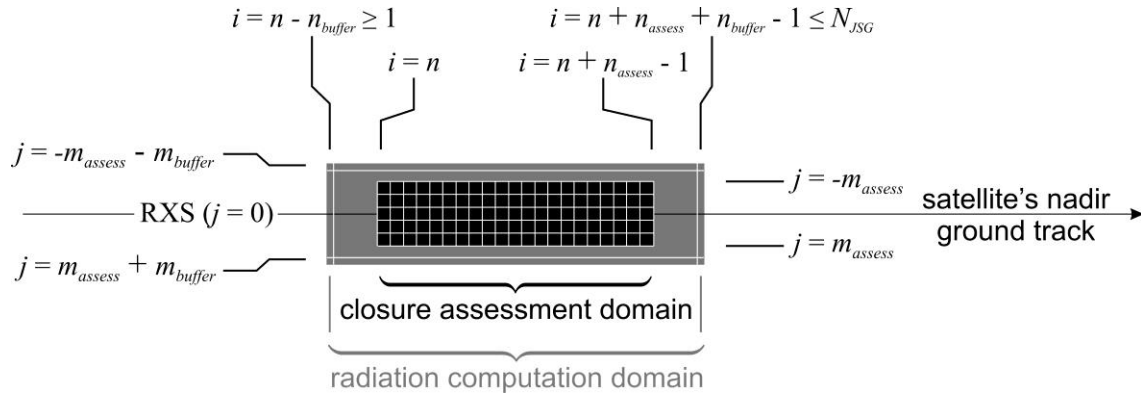 i = n - n_buffer ≥ 1
i = n + n_assess + n_buffer - 1 ≤ N_JSG
i = n
i = n + n_assess - 1
j = -m_assess - m_buffer
j = -m_assess
RXS (j = 0)
satellite's nadir
ground track
j = m_assess + m_buffer
j = m_assess
closure assessment domain
radiation computation domain